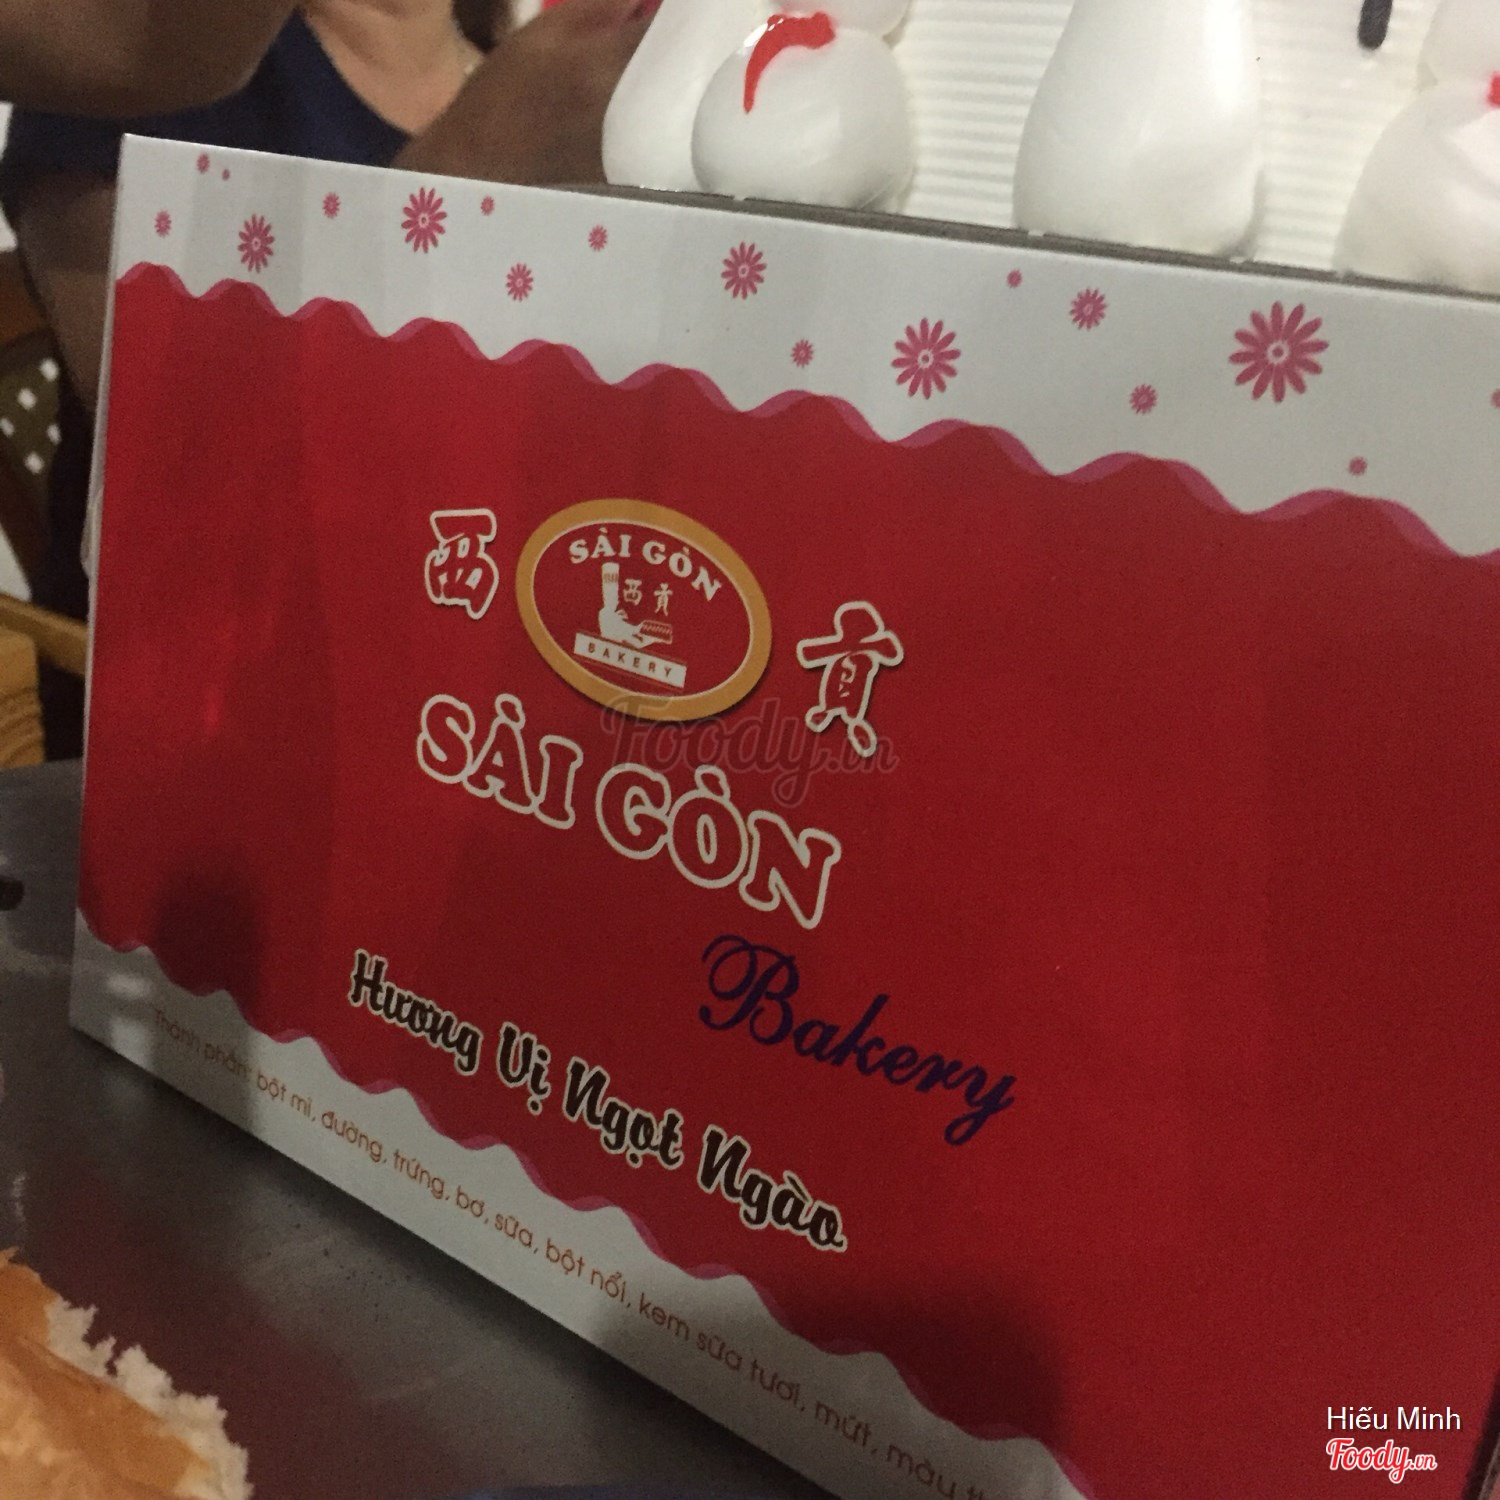 西 貢
SÀI GÒN
西 貢
BAKERY
SÀI GÒN
Bakery
Hương Vị Ngọt Ngào
Thành phần: bột mì, đường, trứng, bơ, sữa, bột nổi, kem sữa tươi, mứt, màu
Foody.vn
Hiếu Minh
Foody.vn